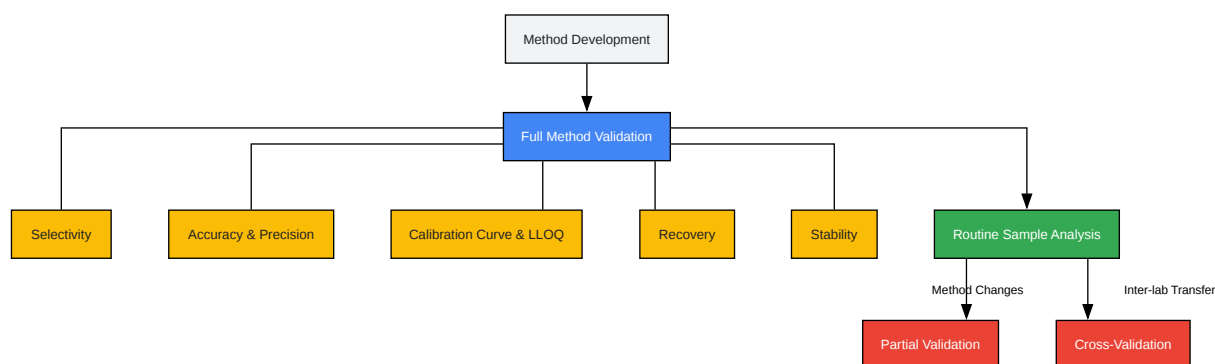 Method Development
Full Method Validation
Selectivity
Accuracy & Precision
Calibration Curve & LLOQ
Recovery
Stability
Routine Sample Analysis
Method Changes
Inter-lab Transfer
Partial Validation
Cross-Validation